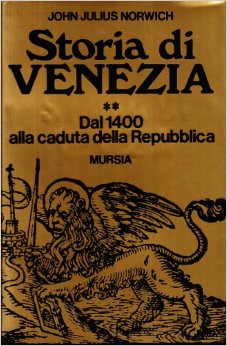 JOHN JULIUS NORWICH
Storia di
VENEZIA
**
Dal 1400
alla caduta della Repubblica
MURSIA